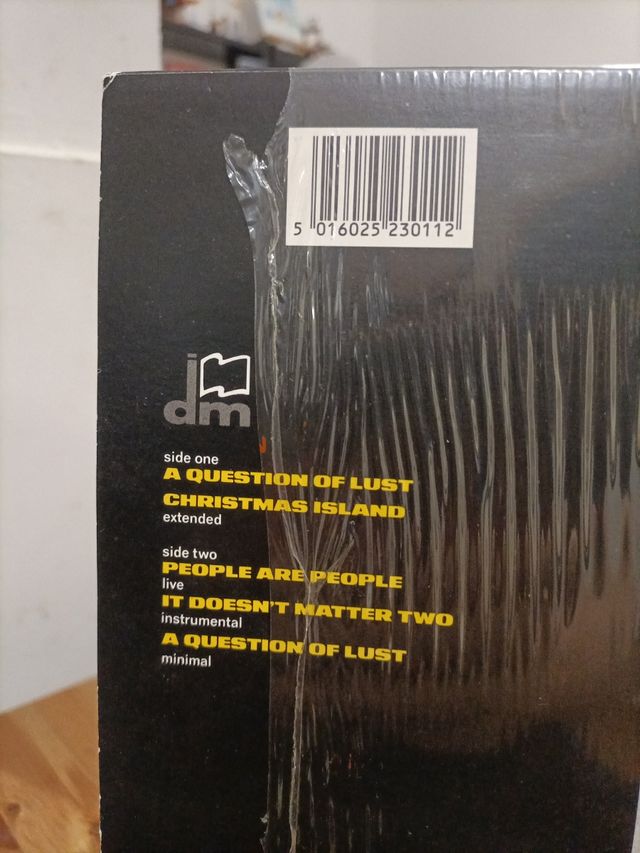 5 016025 230112
dm
side one
A QUESTION OF LUST
CHRISTMAS ISLAND
extended
side two
PEOPLE ARE PEOPLE
live
IT DOESN'T MATTER TWO
instrumental
A QUESTION OF LUST
minimal